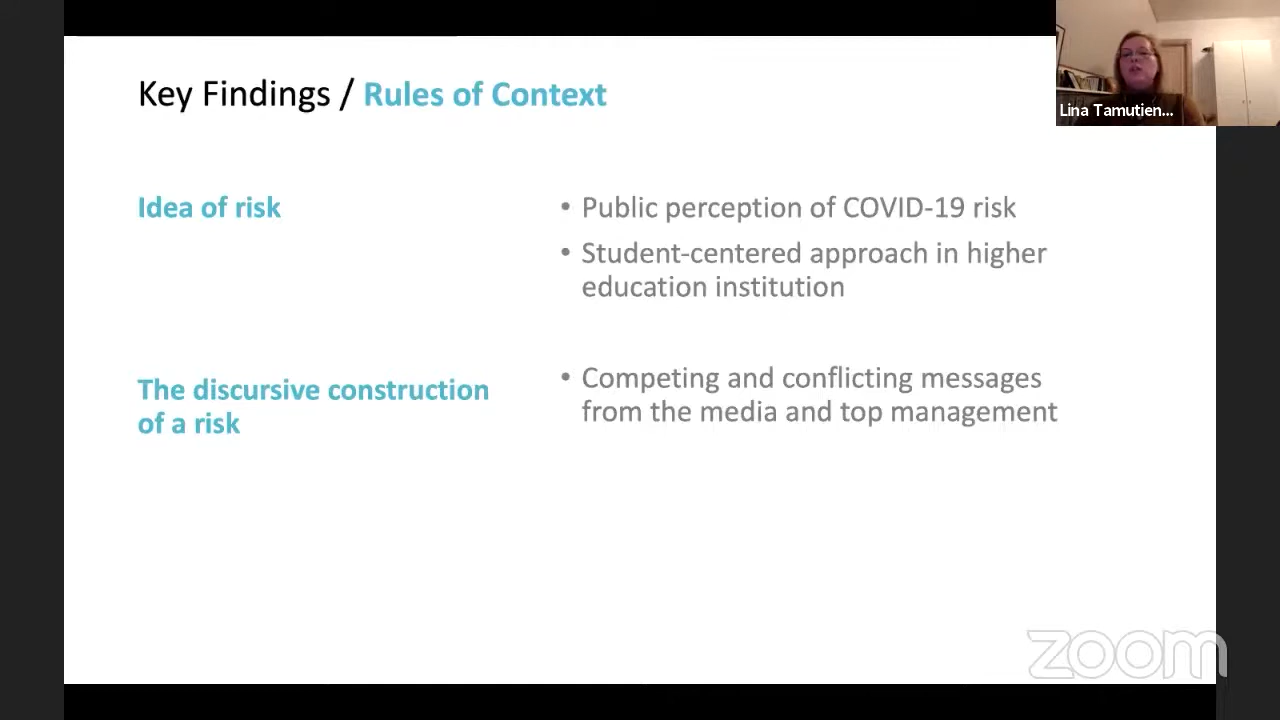 Key Findings / Rules of Context
Lina Tamutien...
Idea of risk
• Public perception of COVID-19 risk
• Student-centered approach in higher
education institution
The discursive construction
of a risk
• Competing and conflicting messages
from the media and top management
zoom